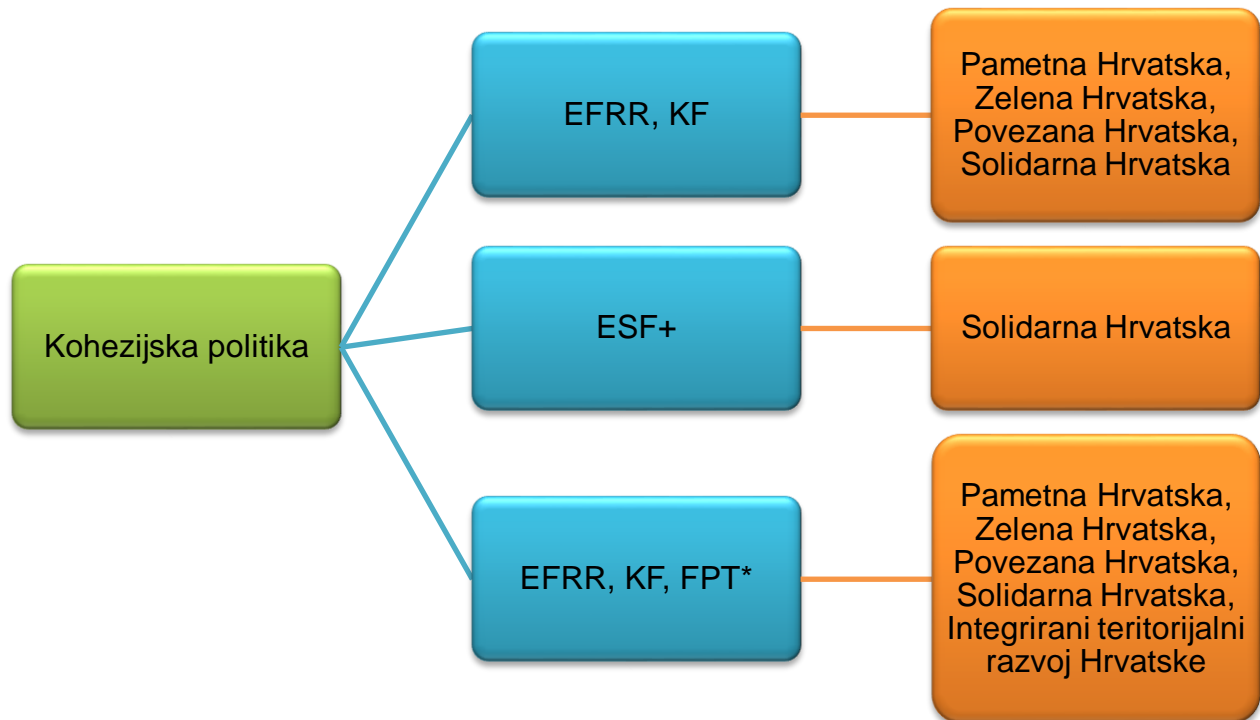 Kohezijska politika
EFRR, KF
Pametna Hrvatska,
Zelena Hrvatska,
Povezana Hrvatska,
Solidarna Hrvatska
ESF+
Solidarna Hrvatska
EFRR, KF, FPT*
Pametna Hrvatska,
Zelena Hrvatska,
Povezana Hrvatska,
Solidarna Hrvatska,
Integrirani teritorijalni
razvoj Hrvatske